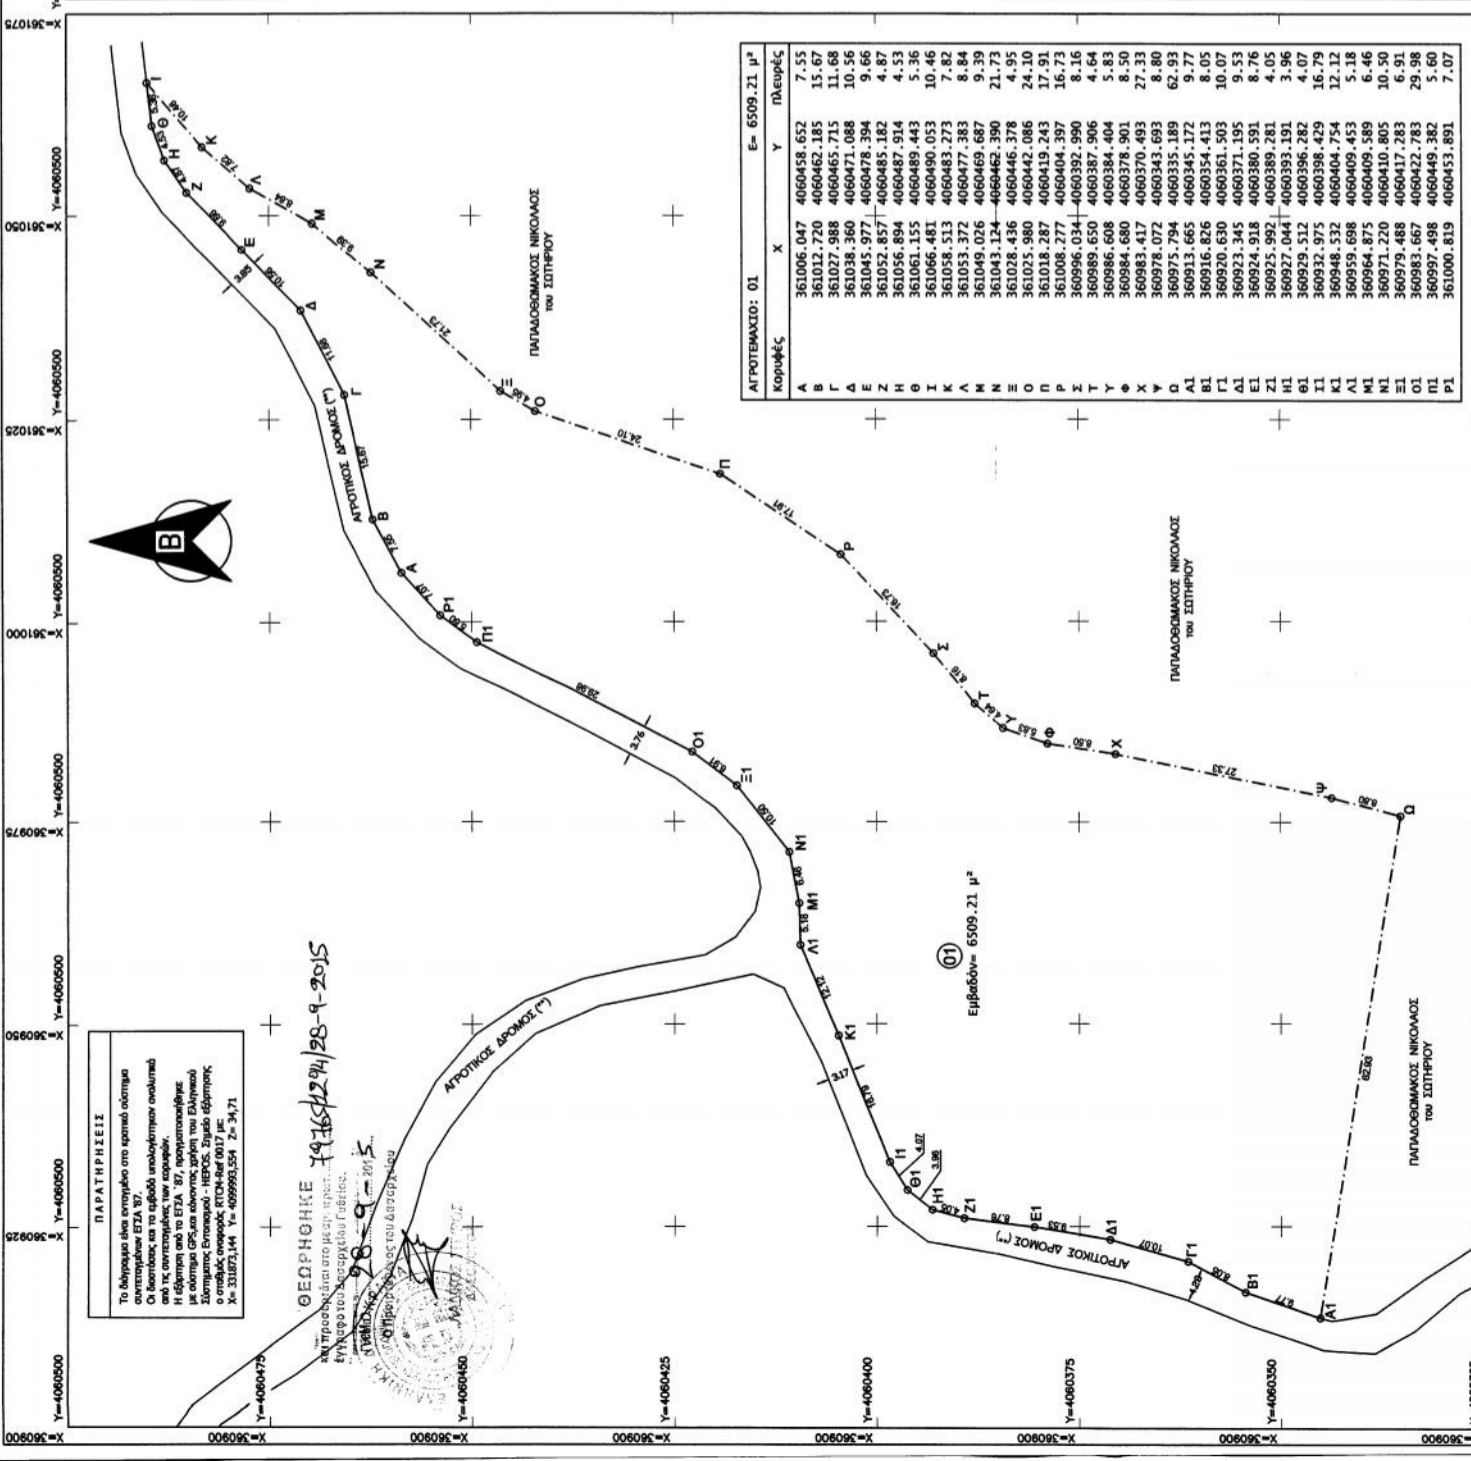 ΠΑΡΑΤΗΡΗΣΕΙΣ
Το διάγραμμα είναι ενταγμένο στο κρατικό σύστημα
συντεταγμένων ΕΓΣΑ '87.
Οι διαστάσεις και το εμβαδό υπολογίστηκαν αναλυτικά
από τις συντεταγμένες των κορυφών.
Η εξάρτηση από το ΕΓΣΑ '87, πραγματοποιήθηκε
με σύστημα GPS, και κάνοντας χρήση του Ελληνικού
Συστήματος Εντοπισμού - HEPOS. Σημείο εξάρτησης
ο σταθμός αναφοράς RTCM-Ref 0017 με:
X= 331873,144 Y= 4099993,554 Z= 34,71
ΘΕΩΡΗΘΗΚΕ
28-9-2015
B
ΑΓΡΟΤΙΚΟΣ ΔΡΟΜΟΣ (**)
ΑΓΡΟΤΙΚΟΣ ΔΡΟΜΟΣ (**)
ΑΓΡΟΤΙΚΟΣ ΔΡΟΜΟΣ (**)
01
Εμβαδόν= 6509.21 μ²
ΠΑΠΑΔΟΘΩΜΑΚΟΣ ΝΙΚΟΛΑΟΣ
του ΣΩΤΗΡΙΟΥ
ΠΑΠΑΔΟΘΩΜΑΚΟΣ ΝΙΚΟΛΑΟΣ
του ΣΩΤΗΡΙΟΥ
ΠΑΠΑΔΟΘΩΜΑΚΟΣ ΝΙΚΟΛΑΟΣ
του ΣΩΤΗΡΙΟΥ
3.85
3.76
3.17
4.29
X=361075
X=361050
X=361025
X=361000
X=360975
X=360950
X=360925
X=360900
Y=4060500
Y=4060475
Y=4060450
Y=4060425
Y=4060400
Y=4060375
Y=4060350
ΑΓΡΟΤΕΜΑΧΙΟ: 01 E= 6509.21 μ²
Κορυφές X Y Πλευρές
Α 361006.047 4060458.652 7.55
Β 361012.720 4060462.185 15.67
Γ 361027.988 4060465.715 11.68
Δ 361038.360 4060471.088 10.56
Ε 361045.977 4060478.394 9.66
Ζ 361052.857 4060485.182 4.87
Η 361056.894 4060487.914 4.53
Θ 361061.155 4060489.443 5.36
Ι 361066.481 4060490.053 10.46
Κ 361058.513 4060483.273 7.82
Λ 361053.372 4060477.383 8.84
Μ 361049.026 4060469.687 9.39
Ν 361043.124 4060462.390 21.73
Ξ 361028.436 4060446.378 4.95
Ο 361025.980 4060442.086 24.10
Π 361018.287 4060419.243 17.91
Ρ 361008.277 4060404.397 16.73
Σ 360996.034 4060392.990 8.16
Τ 360989.650 4060387.906 4.64
Υ 360986.608 4060384.404 5.83
Φ 360984.680 4060378.901 8.50
Χ 360983.417 4060370.493 27.33
Ψ 360978.072 4060343.693 8.80
Ω 360975.794 4060335.189 62.93
Α1 360913.665 4060345.172 9.77
Β1 360916.826 4060354.413 8.05
Γ1 360920.630 4060361.503 10.07
Δ1 360923.345 4060371.195 9.53
Ε1 360924.918 4060380.591 8.76
Ζ1 360925.992 4060389.281 4.05
Η1 360927.044 4060393.191 3.96
Θ1 360929.512 4060396.282 4.07
Ι1 360932.975 4060398.429 16.79
Κ1 360948.532 4060404.754 12.12
Λ1 360959.698 4060409.453 5.18
Μ1 360964.875 4060409.589 6.46
Ν1 360971.220 4060410.805 10.50
Ξ1 360979.488 4060417.283 6.91
Ο1 360983.667 4060422.783 29.98
Π1 360997.498 4060449.382 5.60
Ρ1 361000.819 4060453.891 7.07